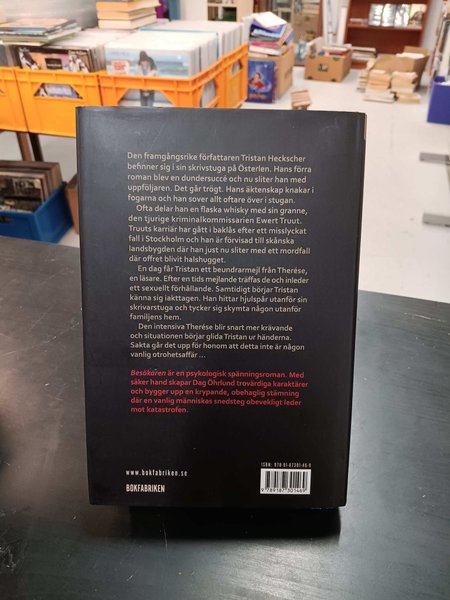 Den framgångsrike författaren Tristan Heckscher
befinner sig i sin skrivstuga på Österlen. Hans förra
roman blev en dundersuccé och nu sliter han med
uppföljaren. Det går trögt. Hans äktenskap knakar i
fogarna och han sover allt oftare över i stugan.
Ofta delar han en flaska whisky med sin granne,
den tjurige kriminalkommissarien Ewert Truut.
Truuts karriär har gått i baklås efter ett misslyckat
fall i Stockholm och han är förvisad till skånska
landsbygden där han just nu sliter med ett mordfall
där offret blivit halshugget.
En dag får Tristan ett beundrarmejl från Therése,
en läsare. Efter en tids mejlande träffas de och inleder
ett sexuellt förhållande. Samtidigt börjar Tristan
känna sig iakttagen. Han hittar hjulspår utanför sin
skrivarstuga och tycker sig skymta någon utanför
familjens hem.
Den intensiva Therése blir snart mer krävande
och situationen börjar glida Tristan ur händerna.
Sakta går det upp för honom att detta inte är någon
vanlig otrohetsaffär ...
Besökaren är en psykologisk spänningsroman. Med
säker hand skapar Dag Öhrlund trovärdiga karaktärer
och bygger upp en krypande, obehaglig stämning
där en vanlig människas snedsteg obevekligt leder
mot katastrofen.
www.bokfabriken.se
BOKFABRIKEN
ISBN: 978-91-87301-46-9
9 789187 301469